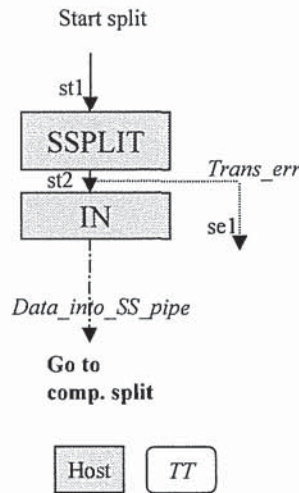 Start split
st1
SSPLIT
st2
Trans_err
IN
se1
Data_into_SS_pipe
Go to
comp. split
Host
TT